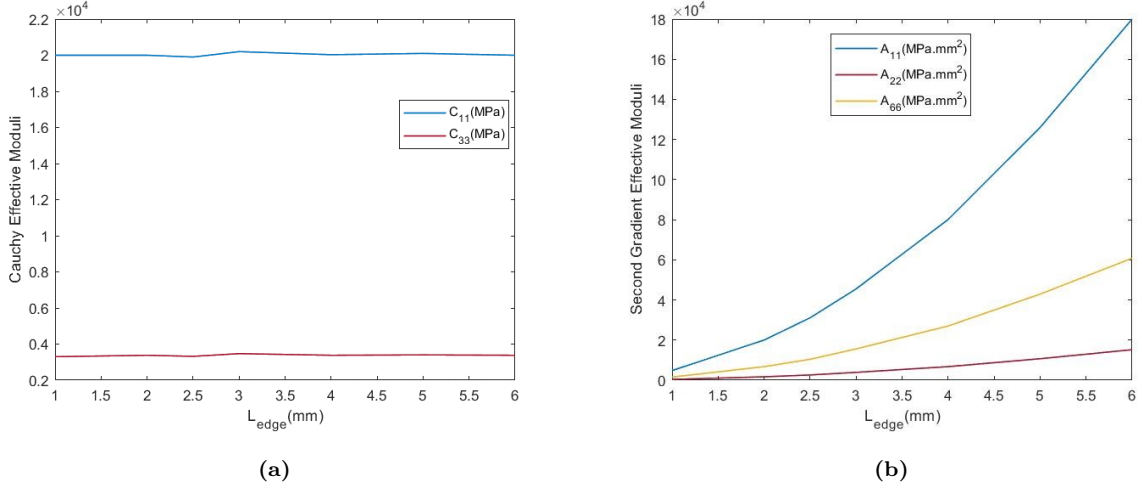 ×10⁴
2.2
2
1.8
1.6
1.4
1.2
1
0.8
0.6
0.4
0.2
Cauchy Effective Moduli
C₁₁(MPa)
C₃₃(MPa)
1 1.5 2 2.5 3 3.5 4 4.5 5 5.5 6
L_edge(mm)
(a)
×10⁴
18
16
14
12
10
8
6
4
2
0
Second Gradient Effective Moduli
A₁₁(MPa.mm²)
A₂₂(MPa.mm²)
A₆₆(MPa.mm²)
1 1.5 2 2.5 3 3.5 4 4.5 5 5.5 6
L_edge(mm)
(b)